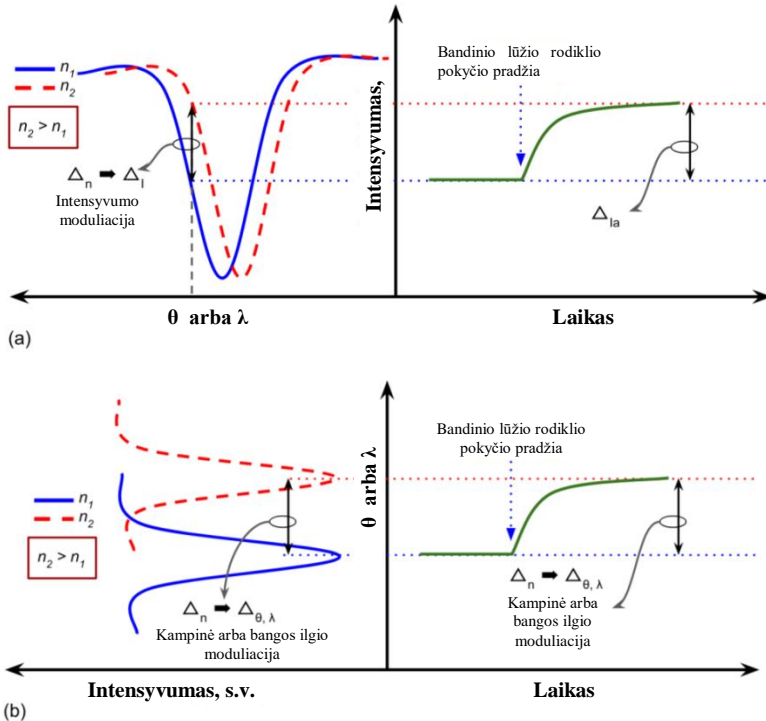 n1
n2
n2 > n1
Δn ➡ ΔI
Intensyvumo
moduliacija
θ arba λ
Intensyvumas,
Bandinio lūžio rodiklio
pokyčio pradžia
ΔIa
Laikas
(a)
n1
n2
n2 > n1
Δn ➡ Δθ, λ
Kampinė arba bangos ilgio
moduliacija
Intensyvumas, s.v.
θ arba λ
Bandinio lūžio rodiklio
pokyčio pradžia
Δn ➡ Δθ, λ
Kampinė arba
bangos ilgio
moduliacija
Laikas
(b)